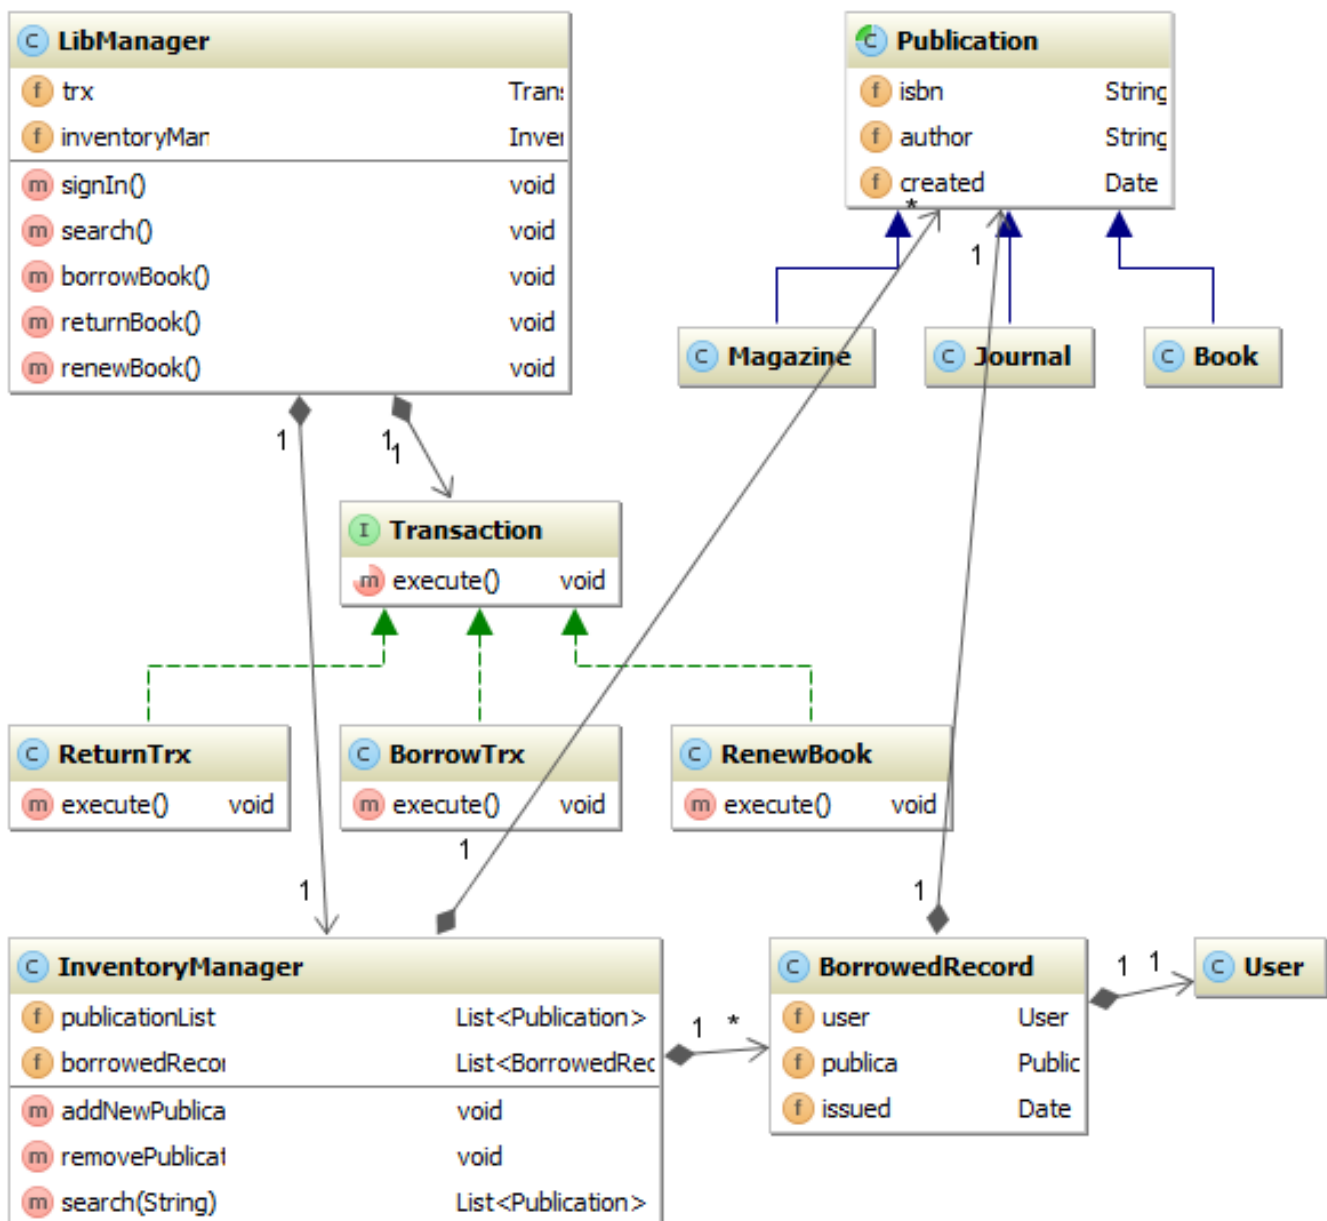 C LibManager
f trx Trans
f inventoryMan Inve
m signIn() void
m search() void
m borrowBook() void
m returnBook() void
m renewBook() void
C Publication
f isbn String
f author String
f created Date
*
1
C Magazine
C Journal
C Book
1
1
1
I Transaction
m execute() void
C ReturnTrx
m execute() void
C BorrowTrx
m execute() void
C RenewBook
m execute() void
1
1
1
C InventoryManager
f publicationList List<Publication>
f borrowedRecor List<BorrowedRec
m addNewPublica void
m removePublicat void
m search(String) List<Publication>
1 *
C BorrowedRecord
f user User
f publica Public
f issued Date
1 1
C User